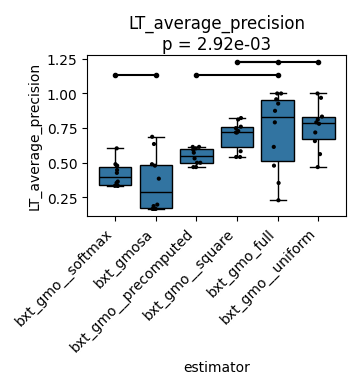 LT_average_precision
p = 2.92e-03
LT_average_precision
1.25
1.00
0.75
0.50
0.25
bxt_gmo__softmax
bxt_gmosa
bxt_gmo__precomputed
bxt_gmo__square
bxt_gmo_full
bxt_gmo__uniform
estimator